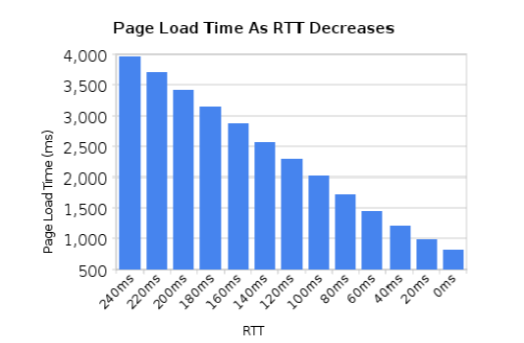 Page Load Time As RTT Decreases
Page Load Time (ms)
4,000
3,500
3,000
2,500
2,000
1,500
1,000
500
240ms
220ms
200ms
180ms
160ms
140ms
120ms
100ms
80ms
60ms
40ms
20ms
0ms
RTT